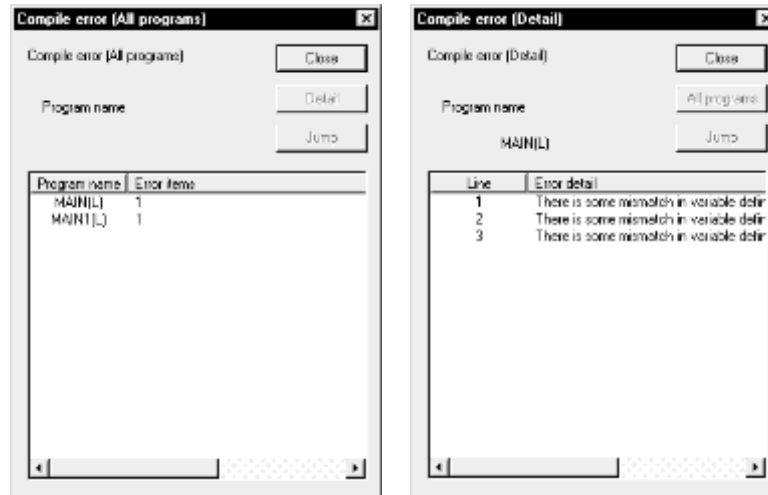 Compile error (All programs)
Compile error (All programs)
Close
Program name
Detail
Jump
Program name Error items
MAIN(L) 1
MAIN1(L) 1
Compile error (Detail)
Compile error (Detail)
Close
Program name
All programs
MAIN(L)
Jump
Line Error detail
1 There is some mismatch in variable defin
2 There is some mismatch in variable defin
3 There is some mismatch in variable defin